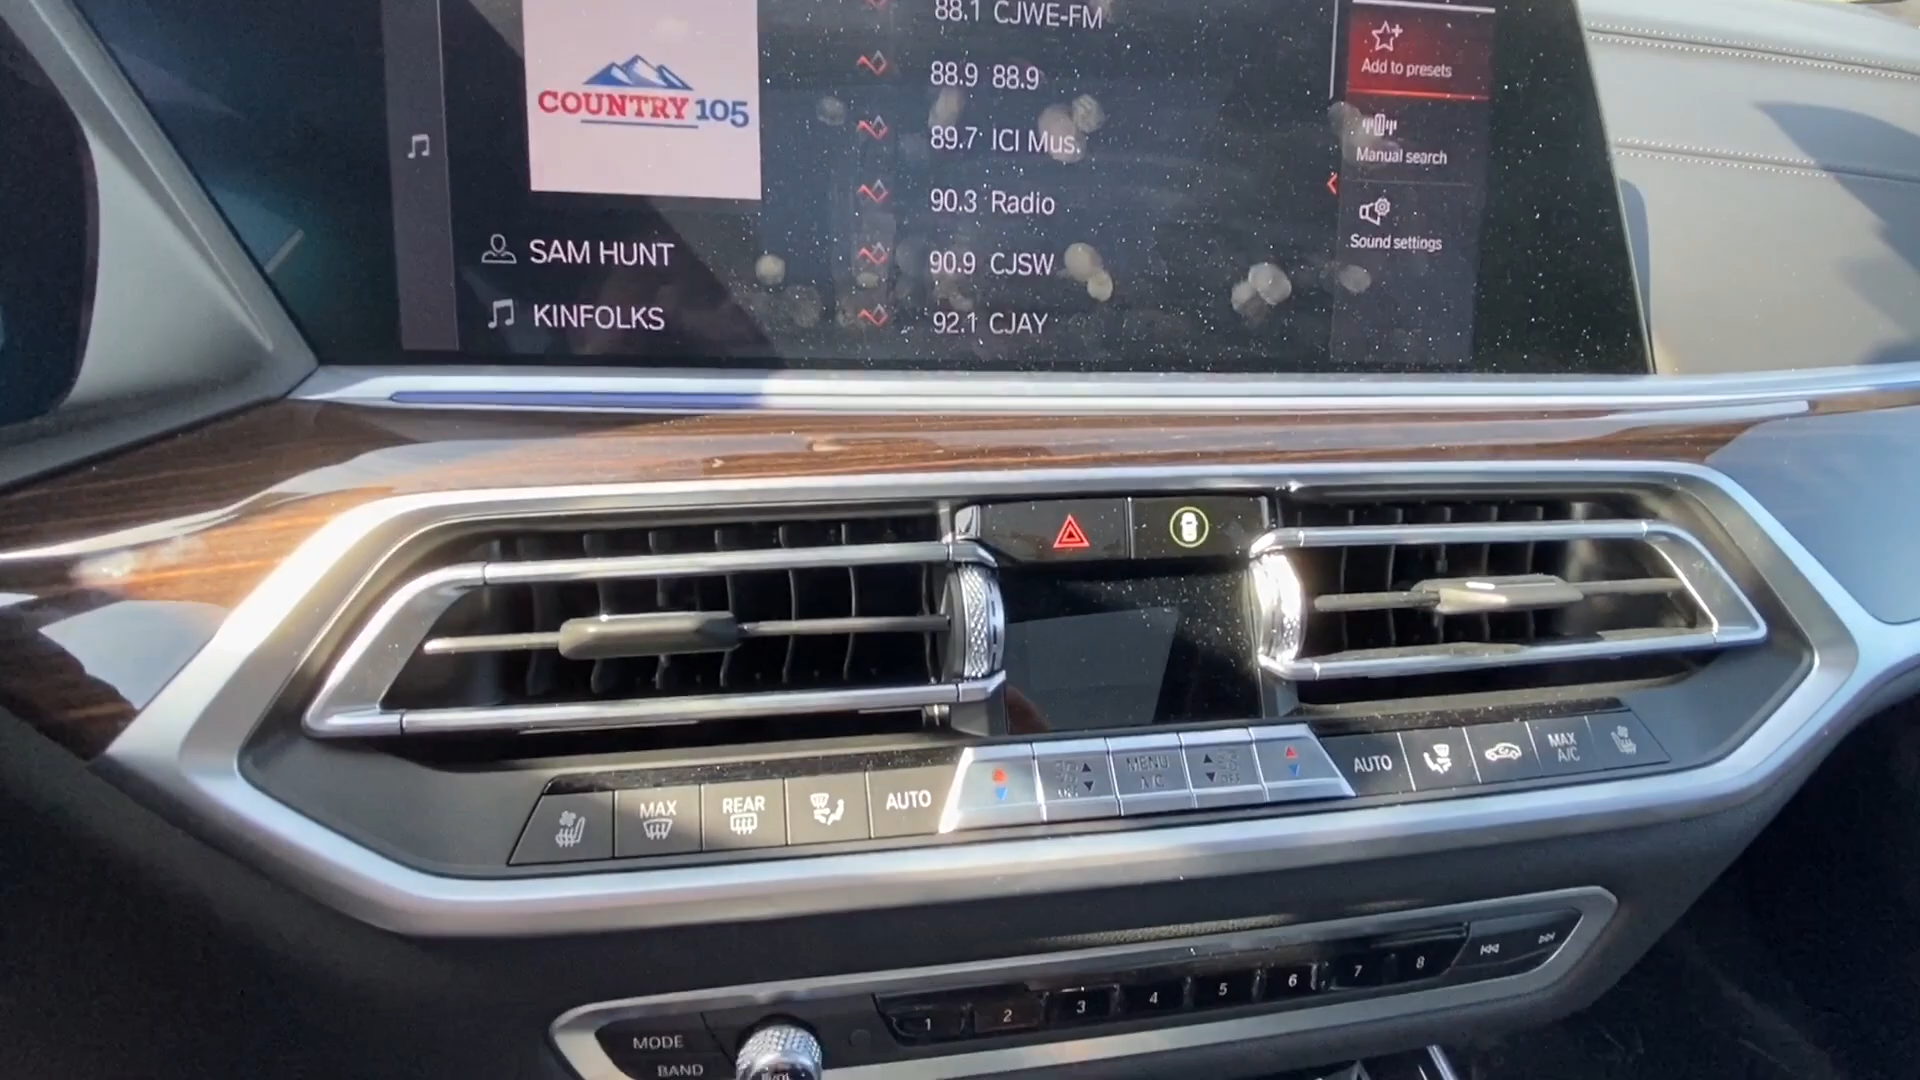 COUNTRY 105
SAM HUNT
KINFOLKS
88.1 CJWE-FM
88.9 88.9
89.7 ICI Mus.
90.3 Radio
90.9 CJSW
92.1 CJAY
Add to presets
Manual search
Sound settings
MAX
REAR
AUTO
OFF
MENU
A/C
OFF
AUTO
MAX
A/C
MODE
BAND
1 2 3 4 5 6 7 8